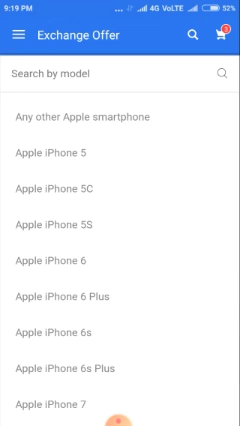 9:19 PM ... 4G VoLTE 52%
Exchange Offer 3
Search by model
Any other Apple smartphone
Apple iPhone 5
Apple iPhone 5C
Apple iPhone 5S
Apple iPhone 6
Apple iPhone 6 Plus
Apple iPhone 6s
Apple iPhone 6s Plus
Apple iPhone 7